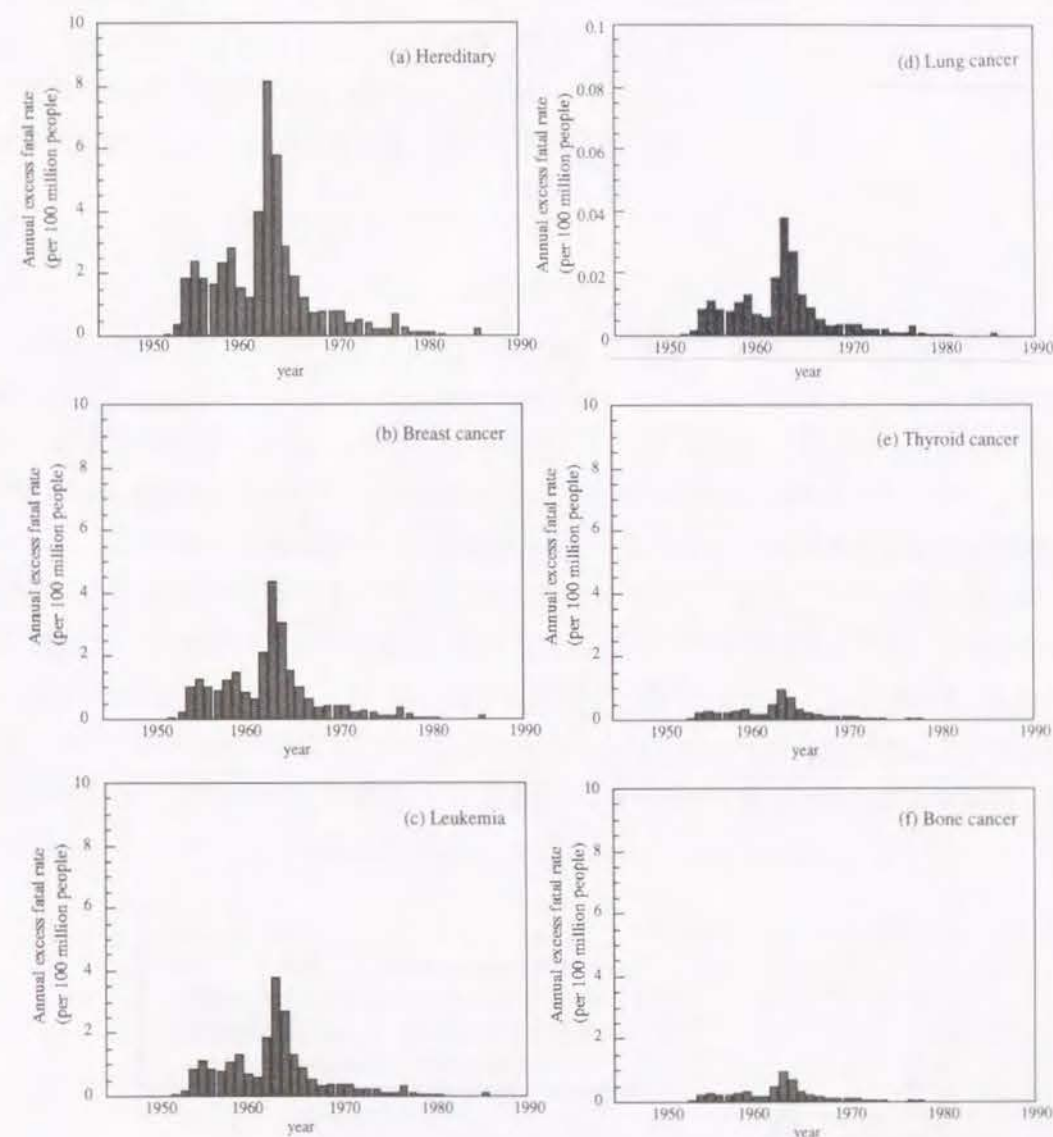 (a) Hereditary
Annual excess fatal rate
(per 100 million people)
10
8
6
4
2
0
1950 1960 1970 1980 1990
year
(d) Lung cancer
Annual excess fatal rate
(per 100 million people)
0.1
0.08
0.06
0.04
0.02
0
1950 1960 1970 1980 1990
year
(b) Breast cancer
Annual excess fatal rate
(per 100 million people)
10
8
6
4
2
0
1950 1960 1970 1980 1990
year
(e) Thyroid cancer
Annual excess fatal rate
(per 100 million people)
10
8
6
4
2
0
1950 1960 1970 1980 1990
year
(c) Leukemia
Annual excess fatal rate
(per 100 million people)
10
8
6
4
2
0
1950 1960 1970 1980 1990
year
(f) Bone cancer
Annual excess fatal rate
(per 100 million people)
10
8
6
4
2
0
1950 1960 1970 1980 1990
year